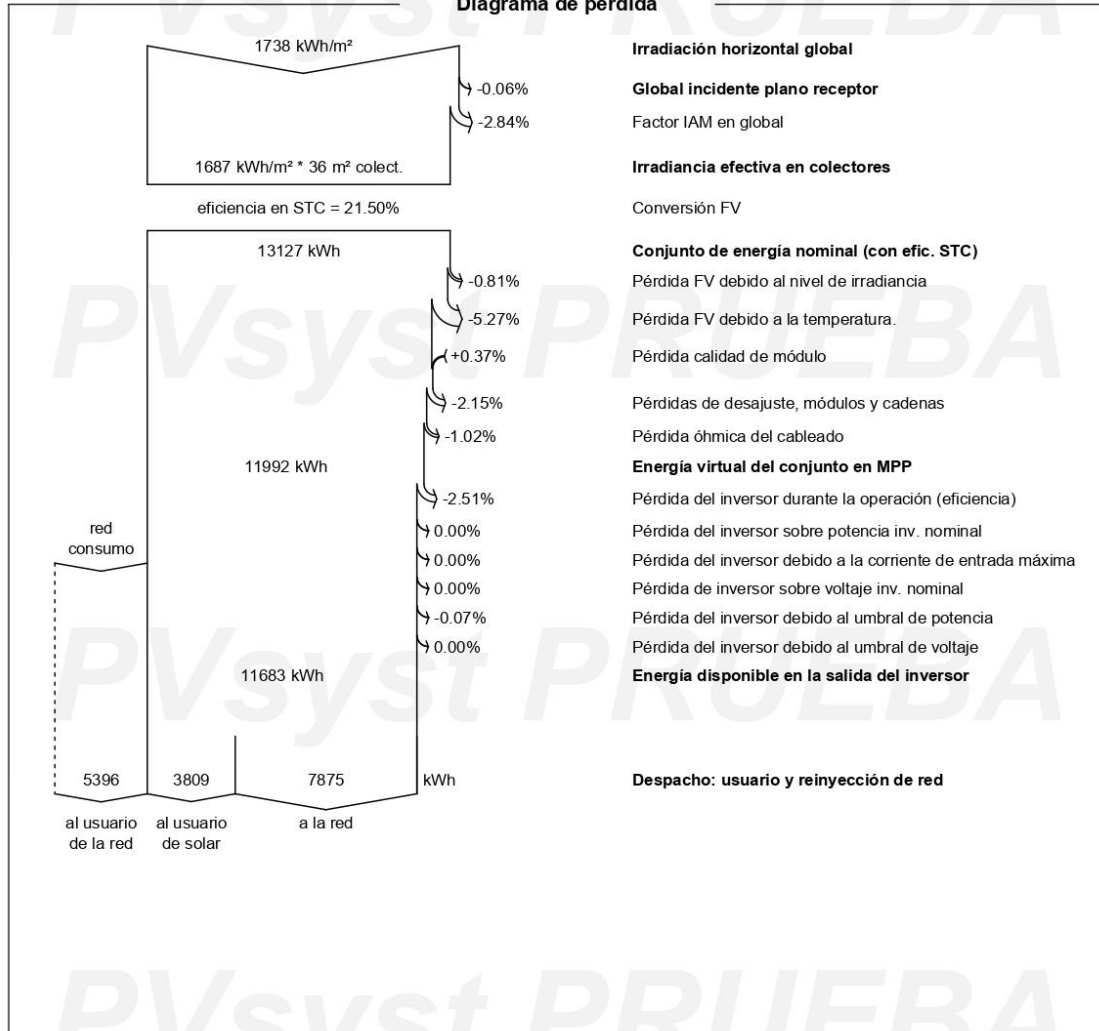 Diagrama de pérdida
PVsyst PRUEBA
1738 kWh/m²
Irradiación horizontal global
-0.06%
Global incidente plano receptor
-2.84%
Factor IAM en global
1687 kWh/m² * 36 m² colect.
Irradiancia efectiva en colectores
eficiencia en STC = 21.50%
Conversión FV
13127 kWh
Conjunto de energía nominal (con efic. STC)
-0.81%
Pérdida FV debido al nivel de irradiancia
PVsyst PRUEBA
-5.27%
Pérdida FV debido a la temperatura.
+0.37%
Pérdida calidad de módulo
-2.15%
Pérdidas de desajuste, módulos y cadenas
-1.02%
Pérdida óhmica del cableado
11992 kWh
Energía virtual del conjunto en MPP
-2.51%
Pérdida del inversor durante la operación (eficiencia)
red
consumo
0.00%
Pérdida del inversor sobre potencia inv. nominal
0.00%
Pérdida del inversor debido a la corriente de entrada máxima
0.00%
Pérdida de inversor sobre voltaje inv. nominal
-0.07%
Pérdida del inversor debido al umbral de potencia
0.00%
Pérdida del inversor debido al umbral de voltaje
PVsyst PRUEBA
11683 kWh
Energía disponible en la salida del inversor
5396
3809
7875
kWh
Despacho: usuario y reinyección de red
al usuario
de la red
al usuario
de solar
a la red
PVsyst PRUEBA